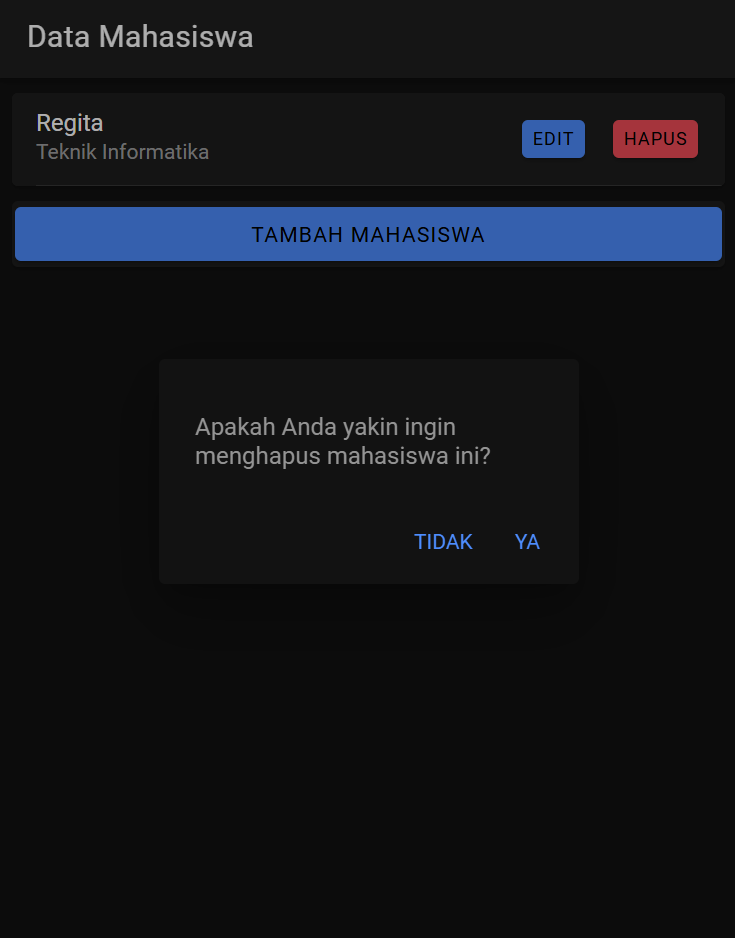 Data Mahasiswa
Regita
Teknik Informatika
EDIT
HAPUS
TAMBAH MAHASISWA
Apakah Anda yakin ingin
menghapus mahasiswa ini?
TIDAK
YA